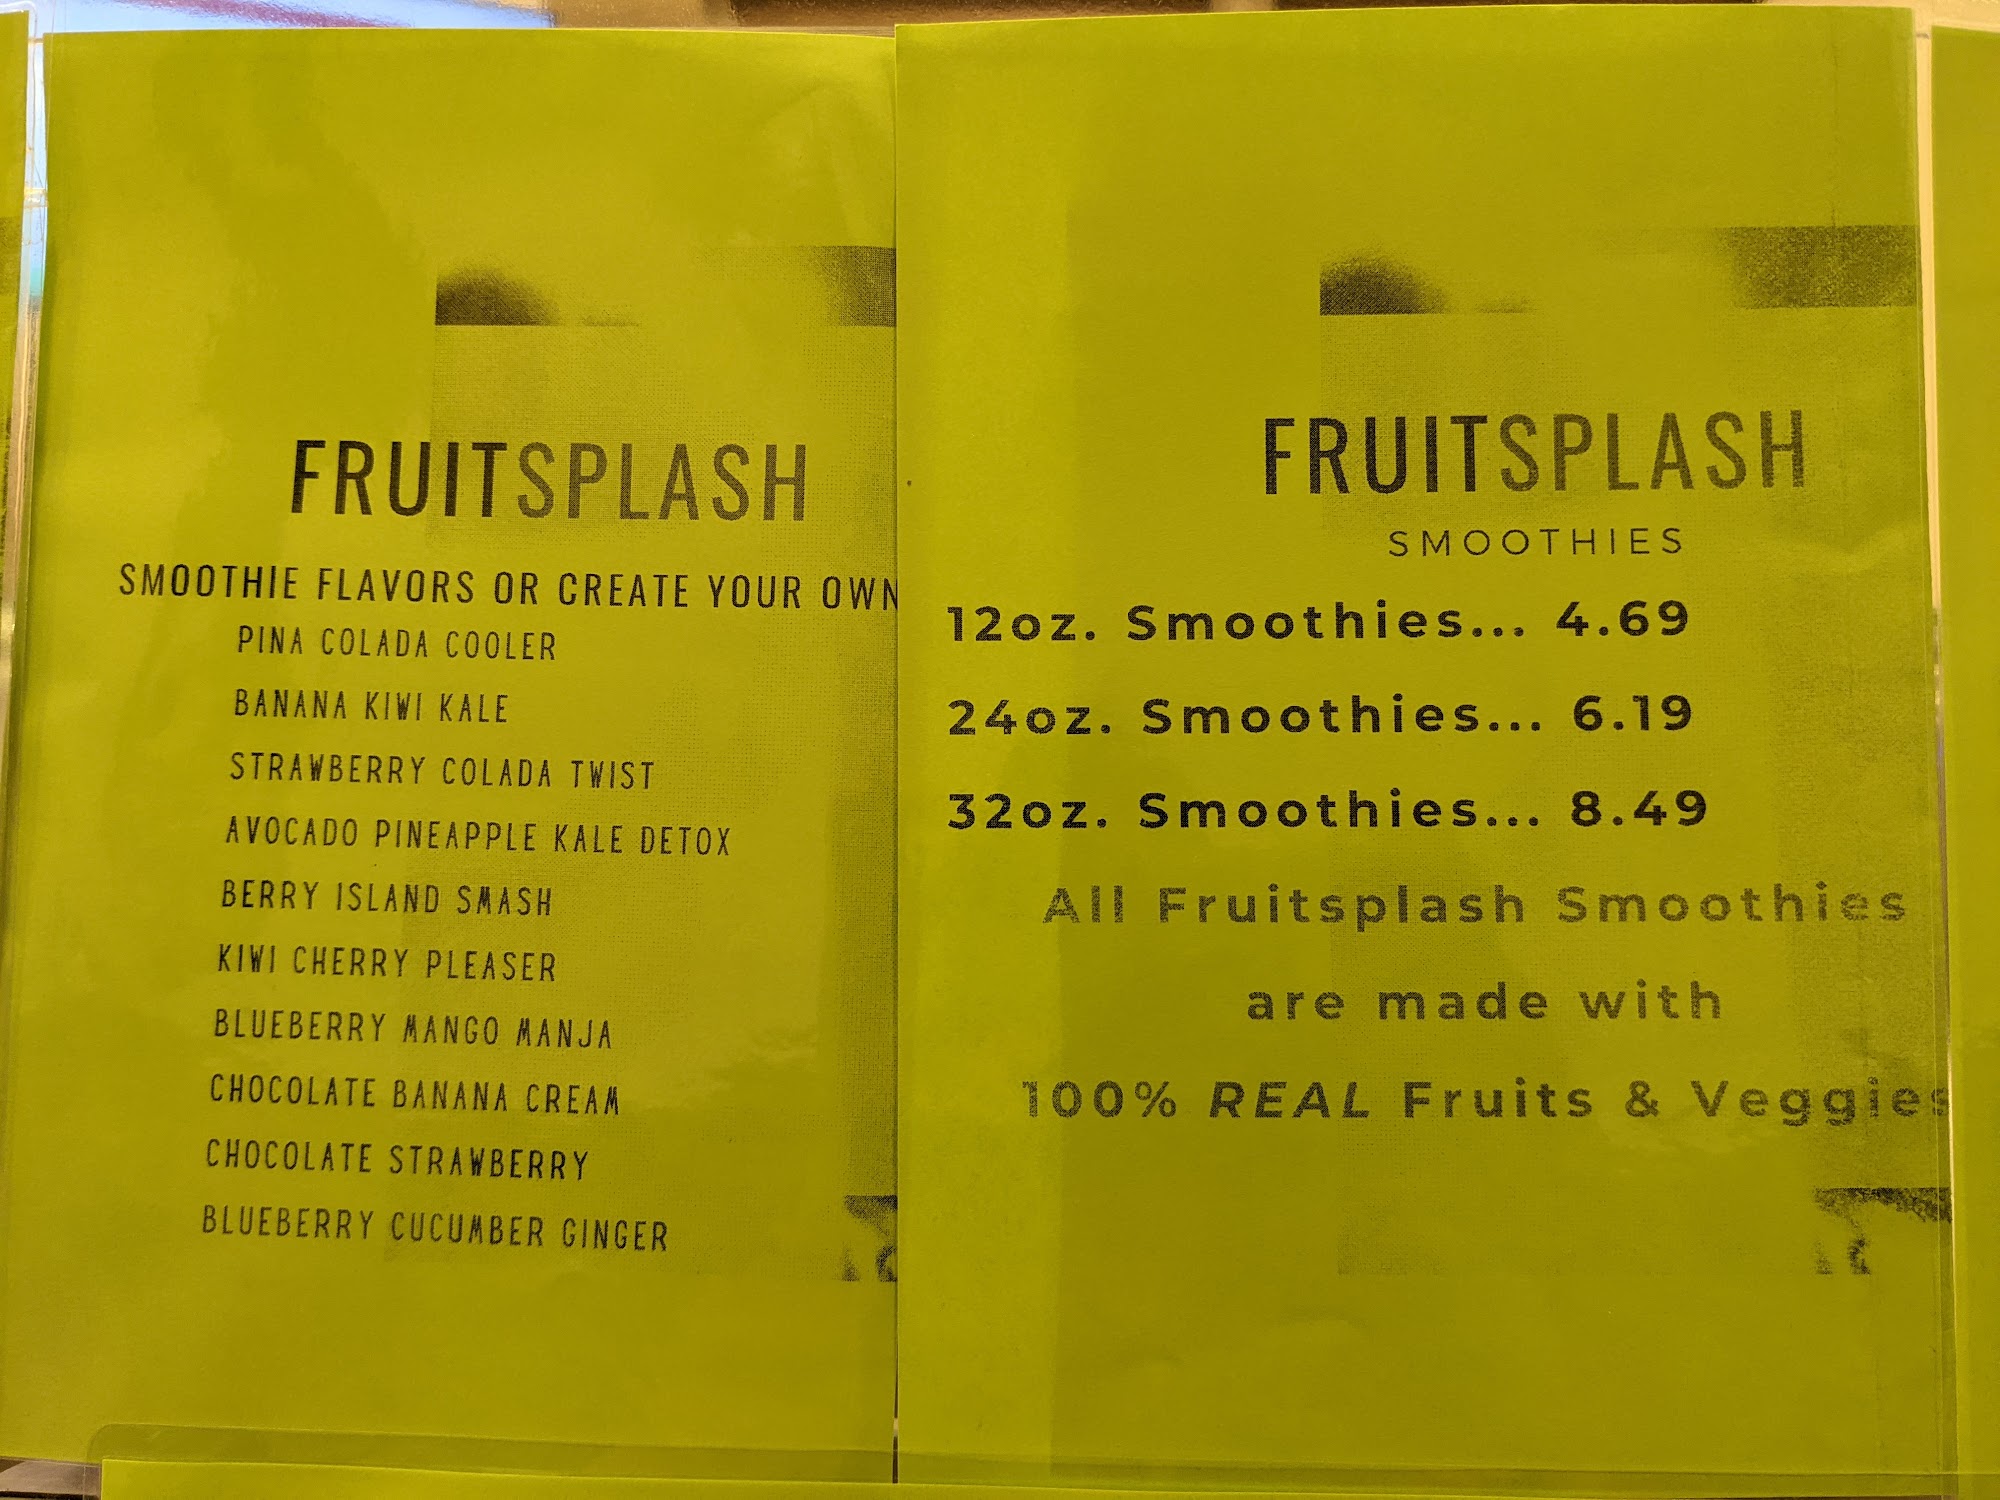 FRUITSPLASH
SMOOTHIE FLAVORS OR CREATE YOUR OWN
PINA COLADA COOLER
BANANA KIWI KALE
STRAWBERRY COLADA TWIST
AVOCADO PINEAPPLE KALE DETOX
BERRY ISLAND SMASH
KIWI CHERRY PLEASER
BLUEBERRY MANGO MANJA
CHOCOLATE BANANA CREAM
CHOCOLATE STRAWBERRY
BLUEBERRY CUCUMBER GINGER
FRUITSPLASH
SMOOTHIES
12oz. Smoothies... 4.69
24oz. Smoothies... 6.19
32oz. Smoothies... 8.49
All Fruitsplash Smoothies
are made with
100% REAL Fruits & Veggies